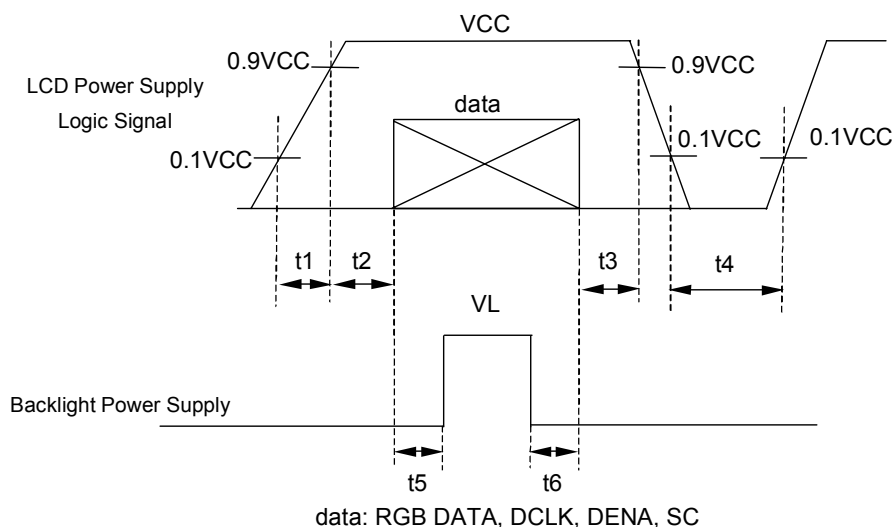 VCC
0.9VCC
0.9VCC
LCD Power Supply
Logic Signal
data
0.1VCC
0.1VCC
0.1VCC
t1
t2
t3
t4
VL
Backlight Power Supply
t5
t6
data: RGB DATA, DCLK, DENA, SC